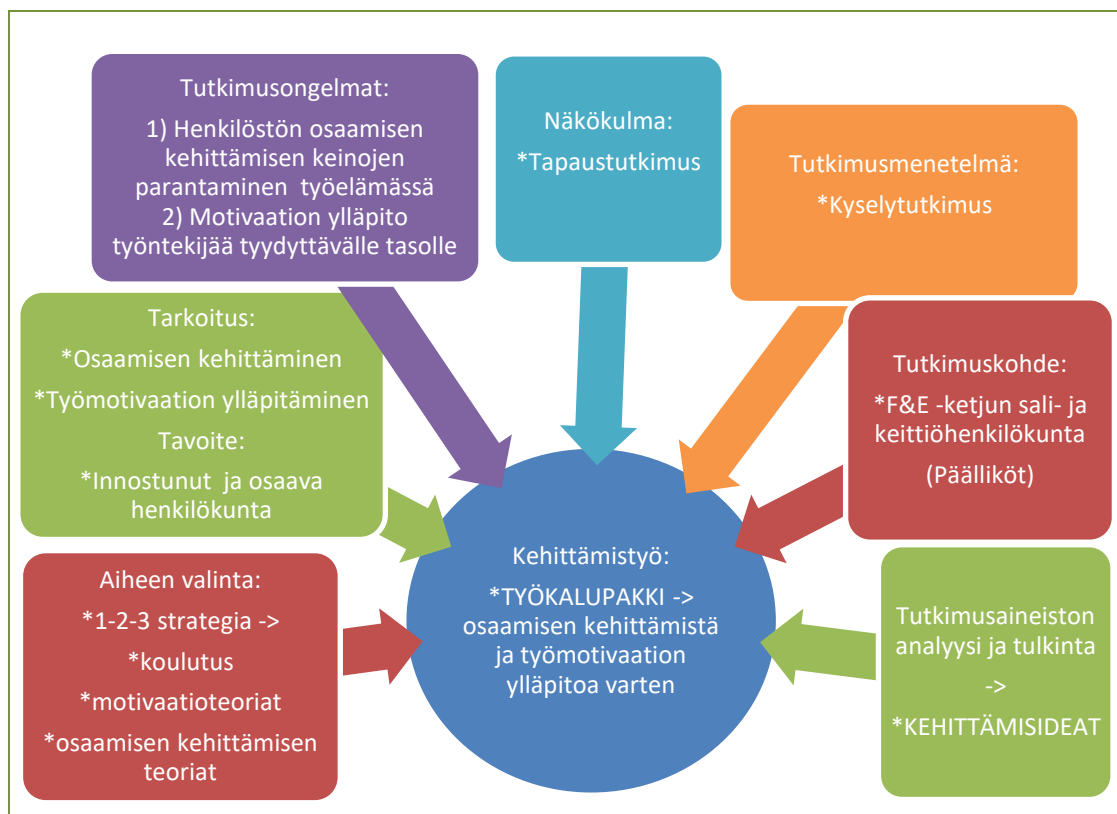 Tutkimusongelmat:
1) Henkilöstön osaamisen
kehittämisen keinojen
parantaminen työelämässä
2) Motivaation ylläpito
työntekijää tyydyttävälle tasolle
Näkökulma:
*Tapaustutkimus
Tutkimusmenetelmä:
*Kyselytutkimus
Tarkoitus:
*Osaamisen kehittäminen
*Työmotivaation ylläpitäminen
Tavoite:
*Innostunut ja osaava
henkilökunta
Tutkimuskohde:
*F&E -ketjun sali- ja
keittiöhenkilökunta
(Päälliköt)
Aiheen valinta:
*1-2-3 strategia ->
*koulutus
*motivaatioteoriat
*osaamisen kehittämisen
teoriat
Kehittämistyö:
*TYÖKALUPAKKI ->
osaamisen kehittämistä
ja työmotivaation
ylläpitoa varten
Tutkimusaineiston
analyysi ja tulkinta
->
*KEHITTÄMISIDEAT